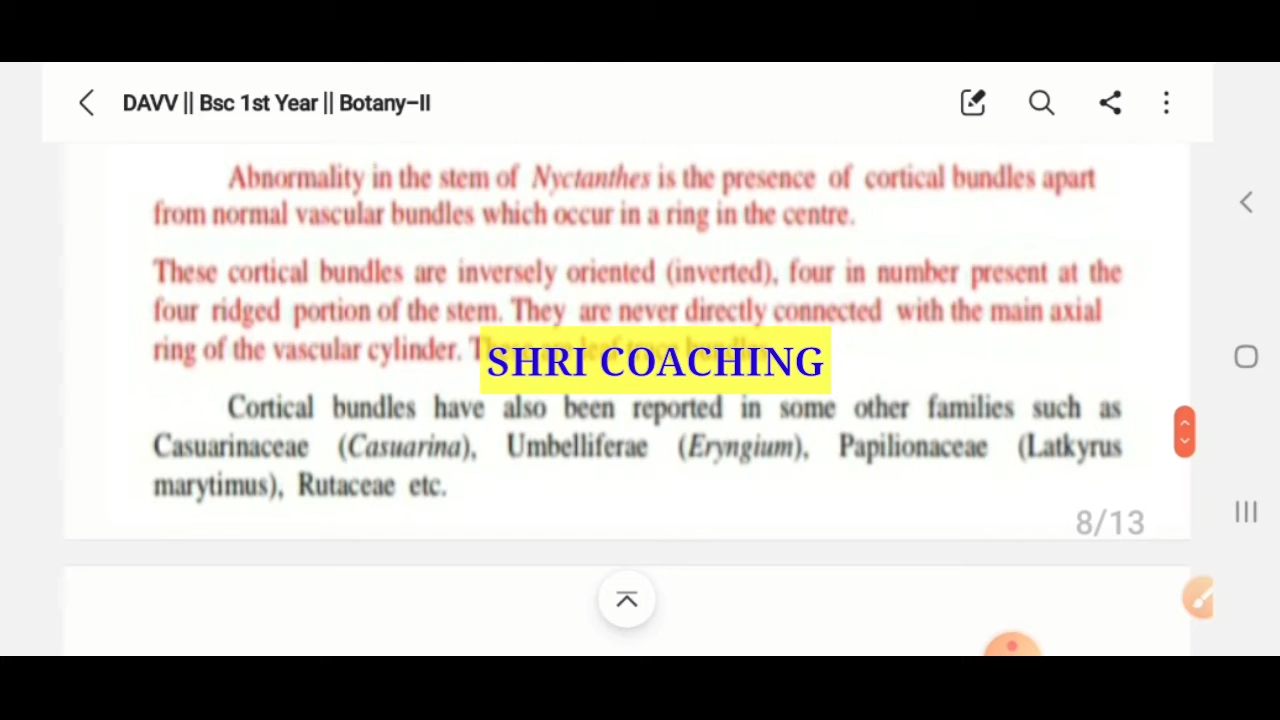 DAVV || Bsc 1st Year || Botany–II
Abnormality in the stem of Nyctanthes is the presence of cortical bundles apart
from normal vascular bundles which occur in a ring in the centre.
These cortical bundles are inversely oriented (inverted), four in number present at the
four ridged portion of the stem. They are never directly connected with the main axial
ring of the vascular cylinder.
SHRI COACHING
Cortical bundles have also been reported in some other families such as
Casuarinaceae (Casuarina), Umbelliferae (Eryngium), Papilionaceae (Latkyrus
marytimus), Rutaceae etc.
8/13